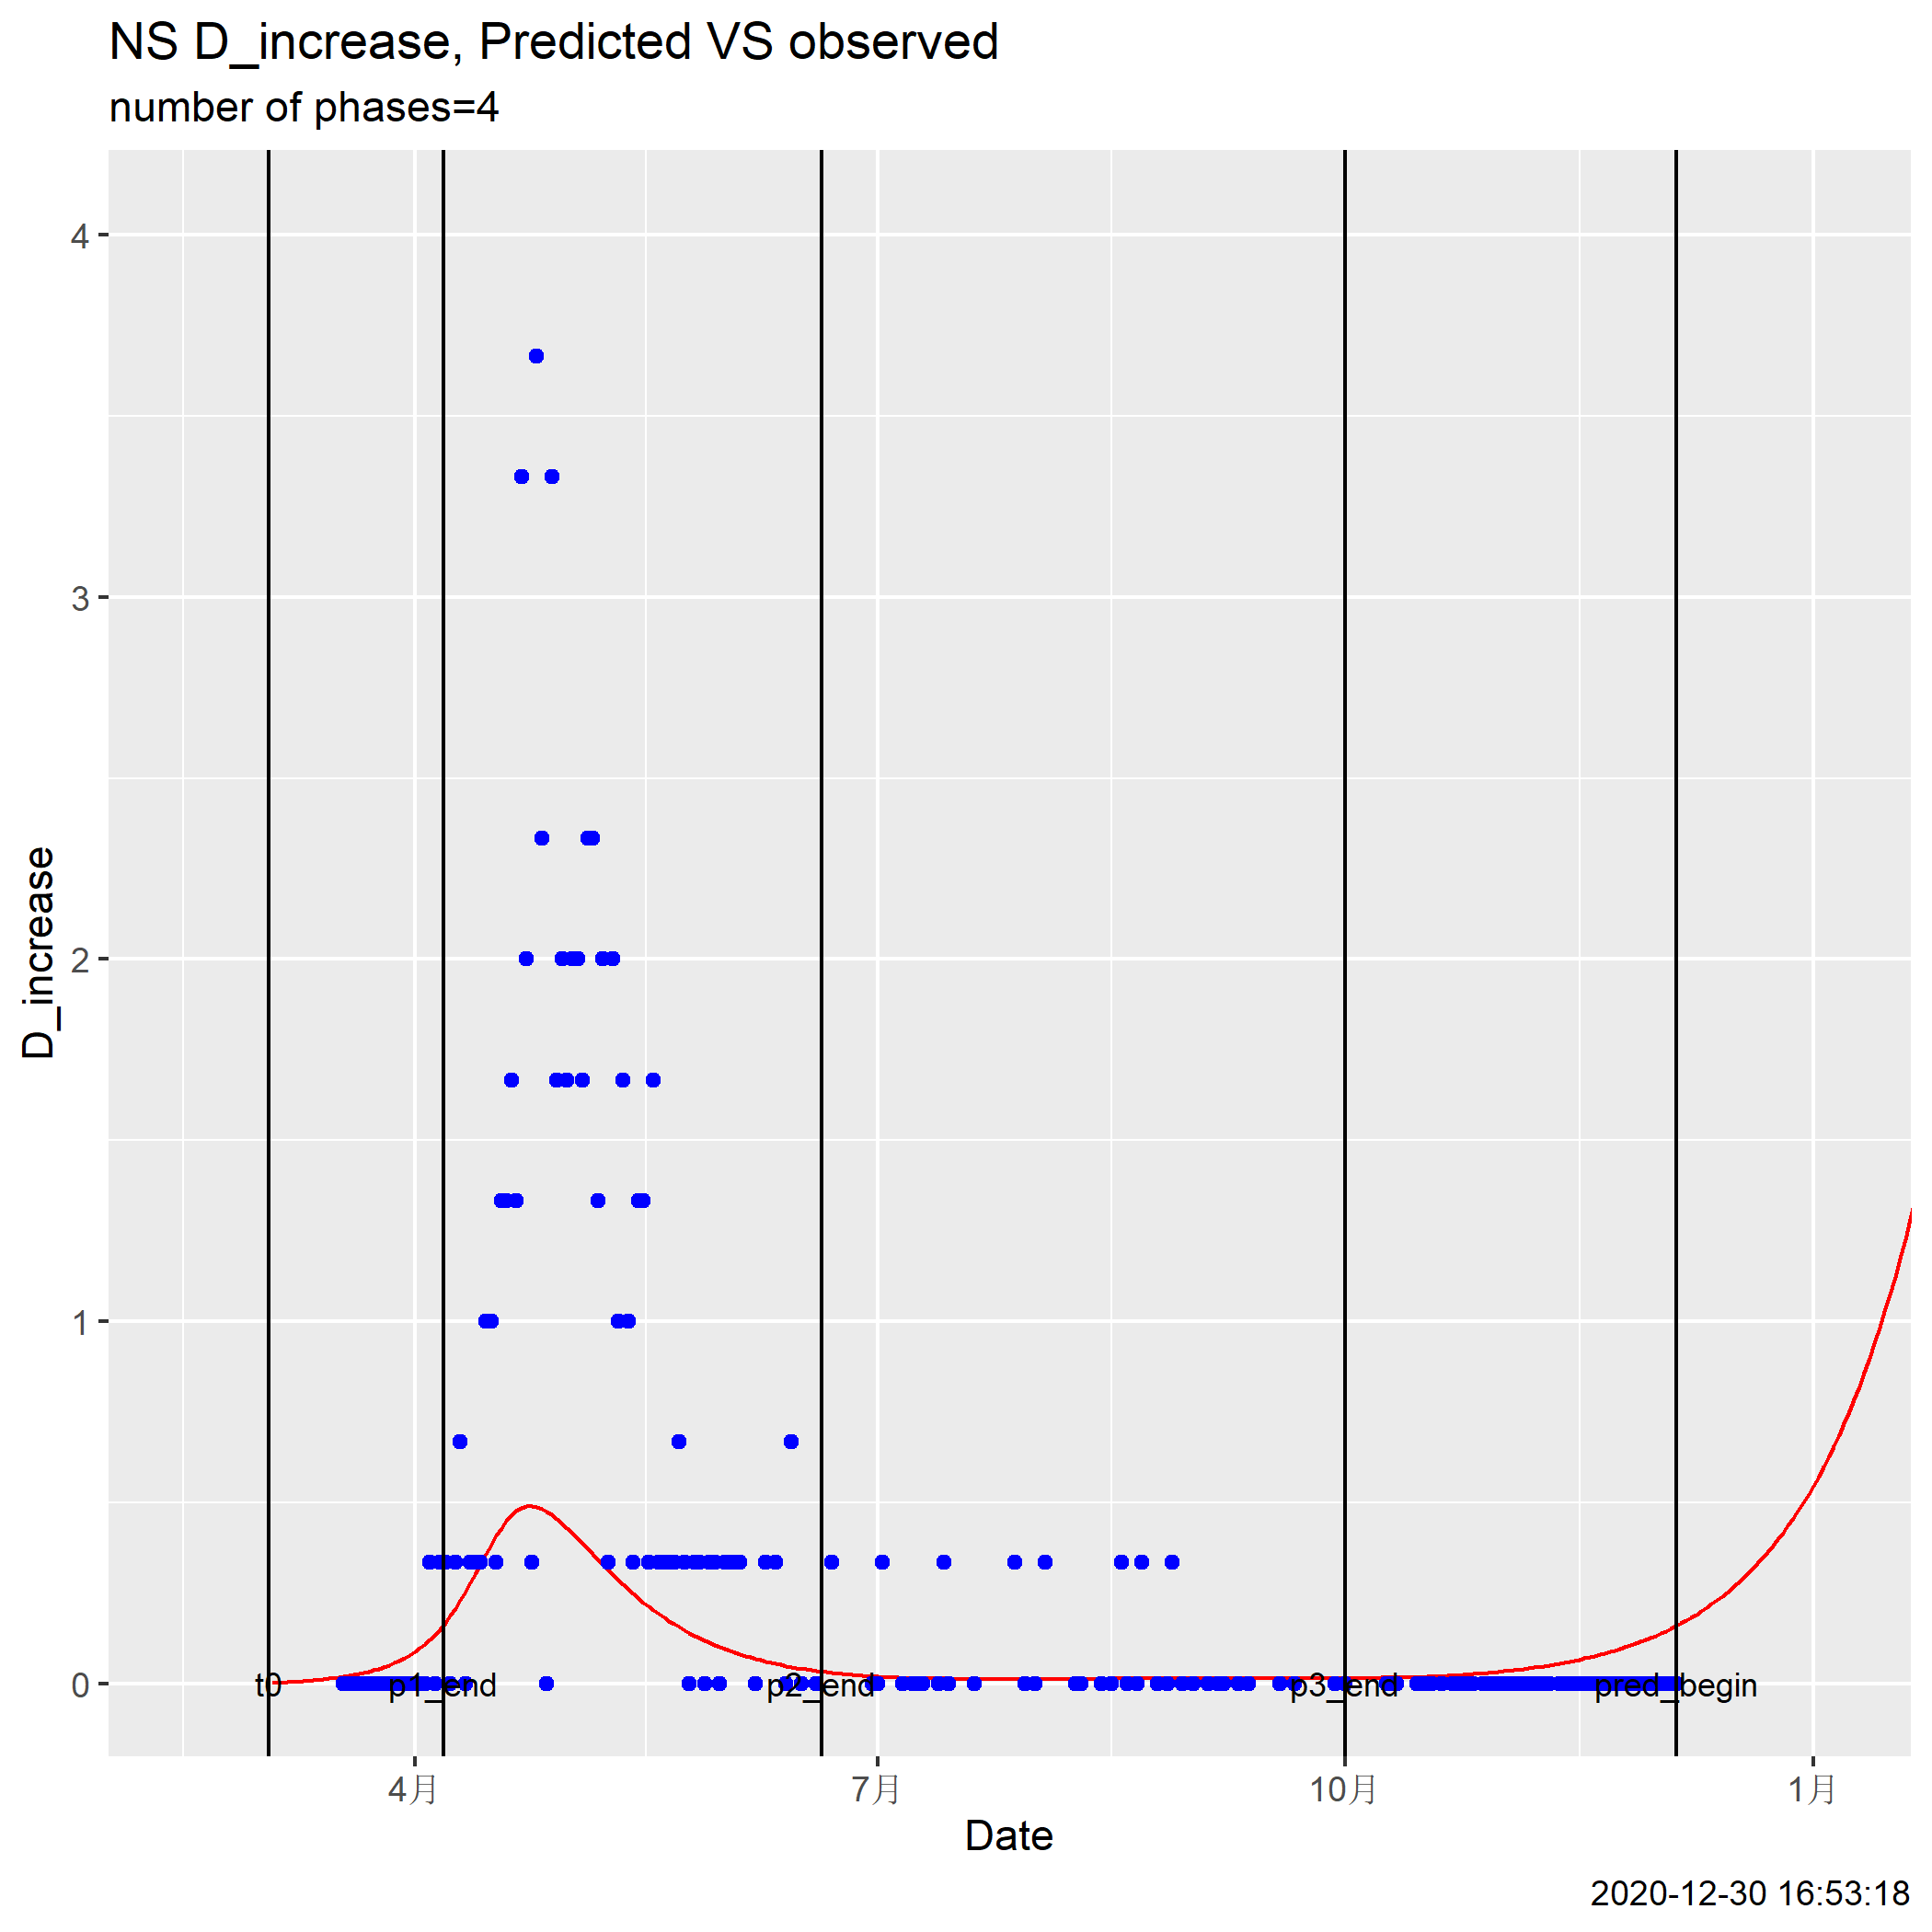 NS D_increase, Predicted VS observed
number of phases=4
D_increase
4
3
2
1
0
t0
p1_end
p2_end
p3_end
pred_begin
4月
7月
10月
1月
Date
2020-12-30 16:53:18